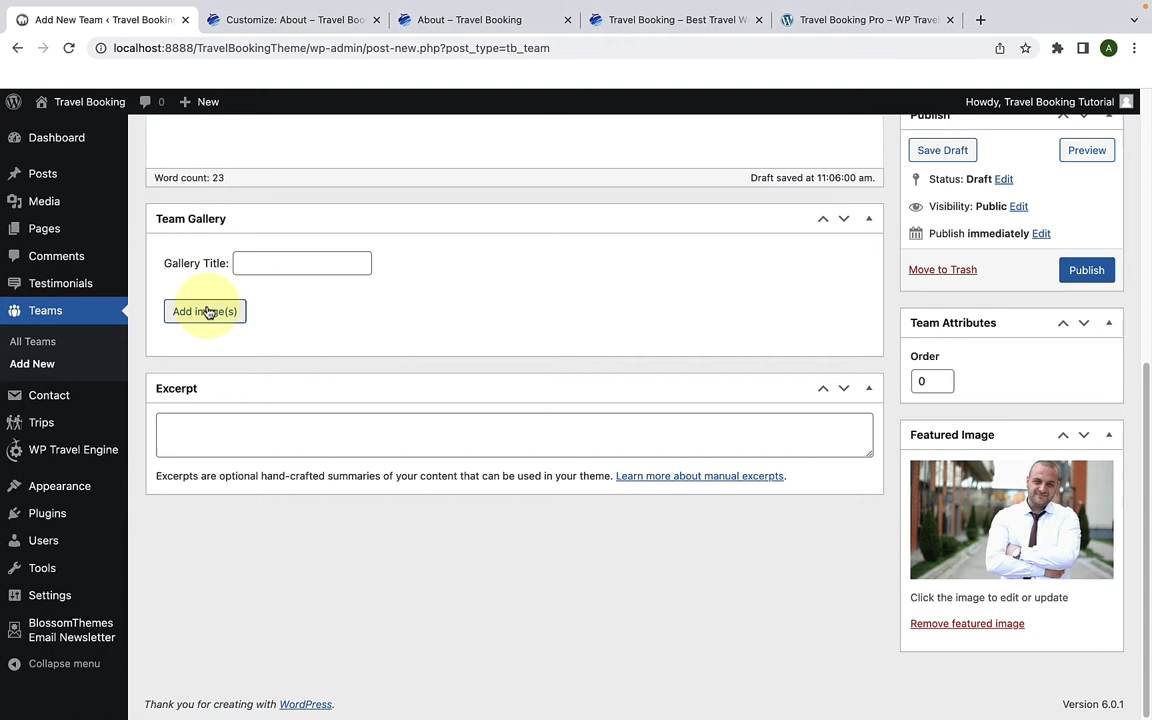 Add New Team ‹ Travel Booking
Customize: About – Travel Boo
About – Travel Booking
Travel Booking – Best Travel W
Travel Booking Pro – WP Travel
localhost:8888/TravelBookingTheme/wp-admin/post-new.php?post_type=tb_team
A
Travel Booking
0
New
Howdy, Travel Booking Tutorial
Dashboard
Posts
Media
Pages
Comments
Testimonials
Teams
All Teams
Add New
Contact
Trips
WP Travel Engine
Appearance
Plugins
Users
Tools
Settings
BlossomThemes
Email Newsletter
Collapse menu
Word count: 23
Draft saved at 11:06:00 am.
Team Gallery
Gallery Title:
Add image(s)
Excerpt
Excerpts are optional hand-crafted summaries of your content that can be used in your theme. Learn more about manual excerpts.
Publish
Save Draft
Preview
Status: Draft Edit
Visibility: Public Edit
Publish immediately Edit
Move to Trash
Publish
Team Attributes
Order
0
Featured Image
Click the image to edit or update
Remove featured image
Thank you for creating with WordPress.
Version 6.0.1